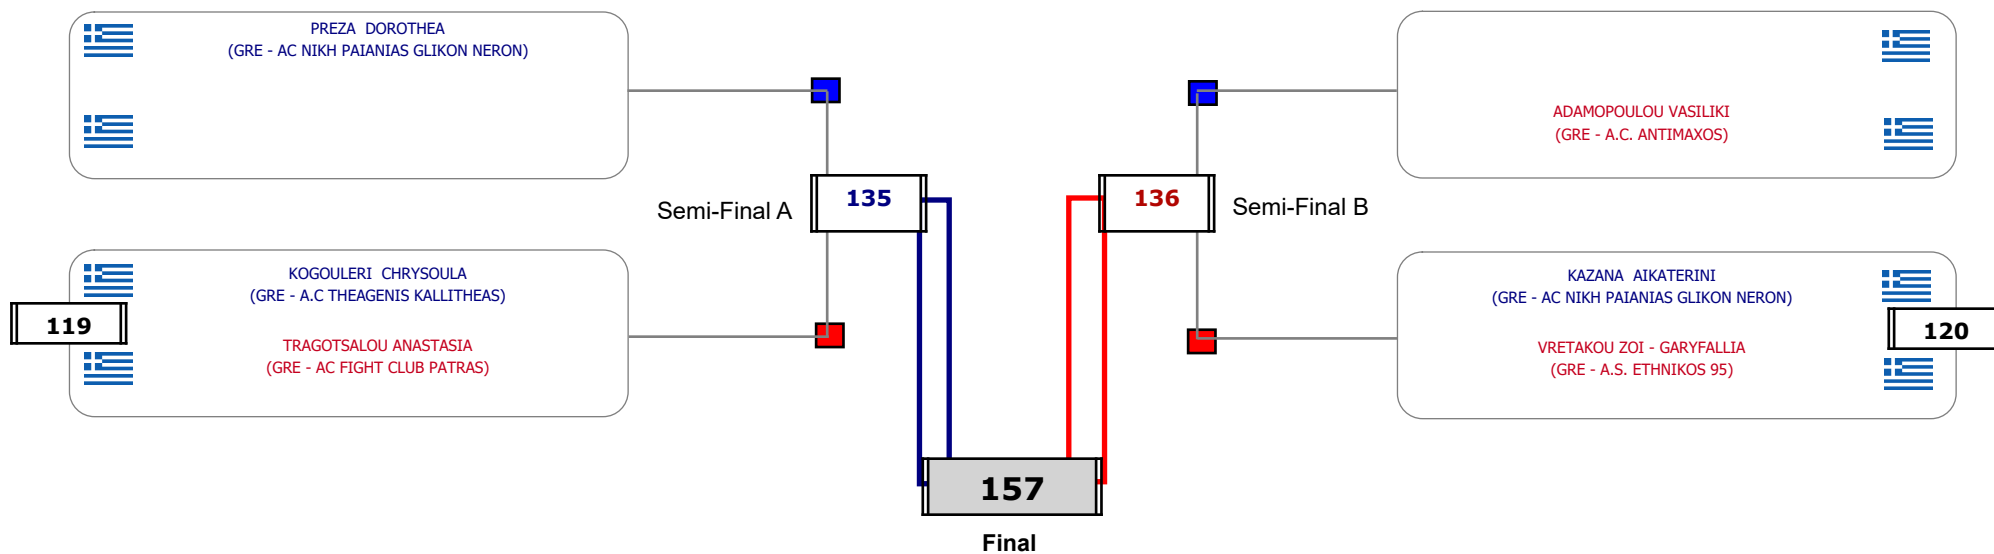 PREZA DOROTHEA
(GRE - AC NIKH PAIANIAS GLIKON NERON)
ADAMOPOULOU VASILIKI
(GRE - A.C. ANTIMAXOS)
Semi-Final A
135
136
Semi-Final B
119
KOGOULERI CHRYSOULA
(GRE - A.C THEAGENIS KALLITHEAS)
TRAGOTSALOU ANASTASIA
(GRE - AC FIGHT CLUB PATRAS)
KAZANA AIKATERINI
(GRE - AC NIKH PAIANIAS GLIKON NERON)
VRETAKOU ZOI - GARYFALLIA
(GRE - A.S. ETHNIKOS 95)
120
157
Final